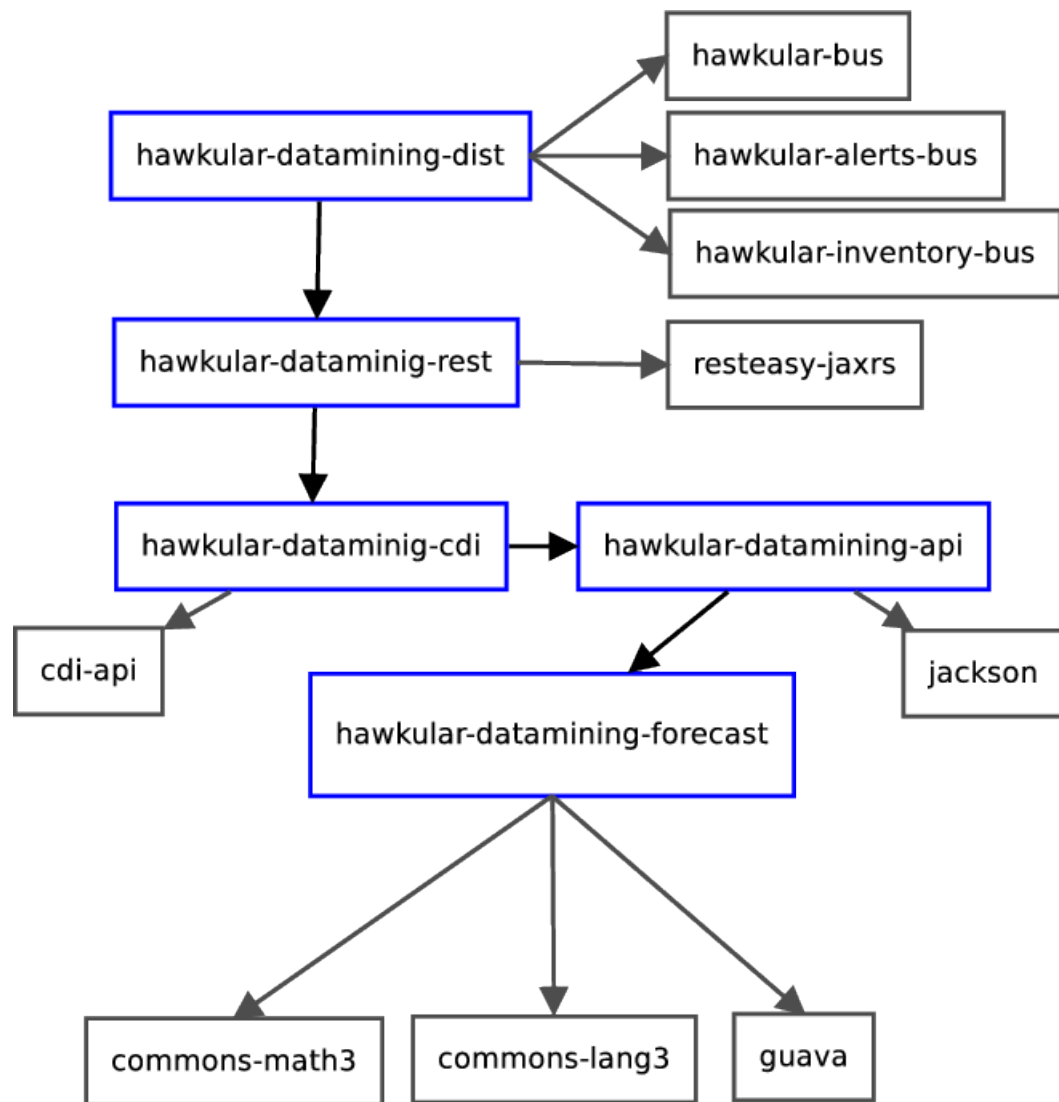 hawkular-bus
hawkular-datamining-dist
hawkular-alerts-bus
hawkular-inventory-bus
hawkular-dataminig-rest
resteasy-jaxrs
hawkular-dataminig-cdi
hawkular-datamining-api
cdi-api
jackson
hawkular-datamining-forecast
commons-math3
commons-lang3
guava